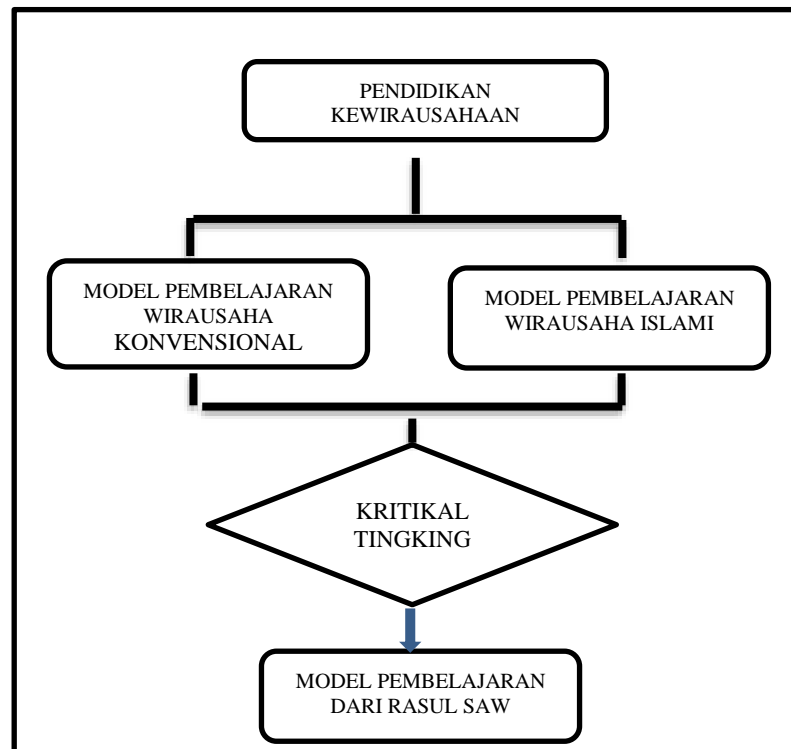 PENDIDIKAN
KEWIRAUSAHAAN
MODEL PEMBELAJARAN
WIRAUSAHA
KONVENSIONAL
MODEL PEMBELAJARAN
WIRAUSAHA ISLAMI
KRITIKAL
TINGKING
MODEL PEMBELAJARAN
DARI RASUL SAW